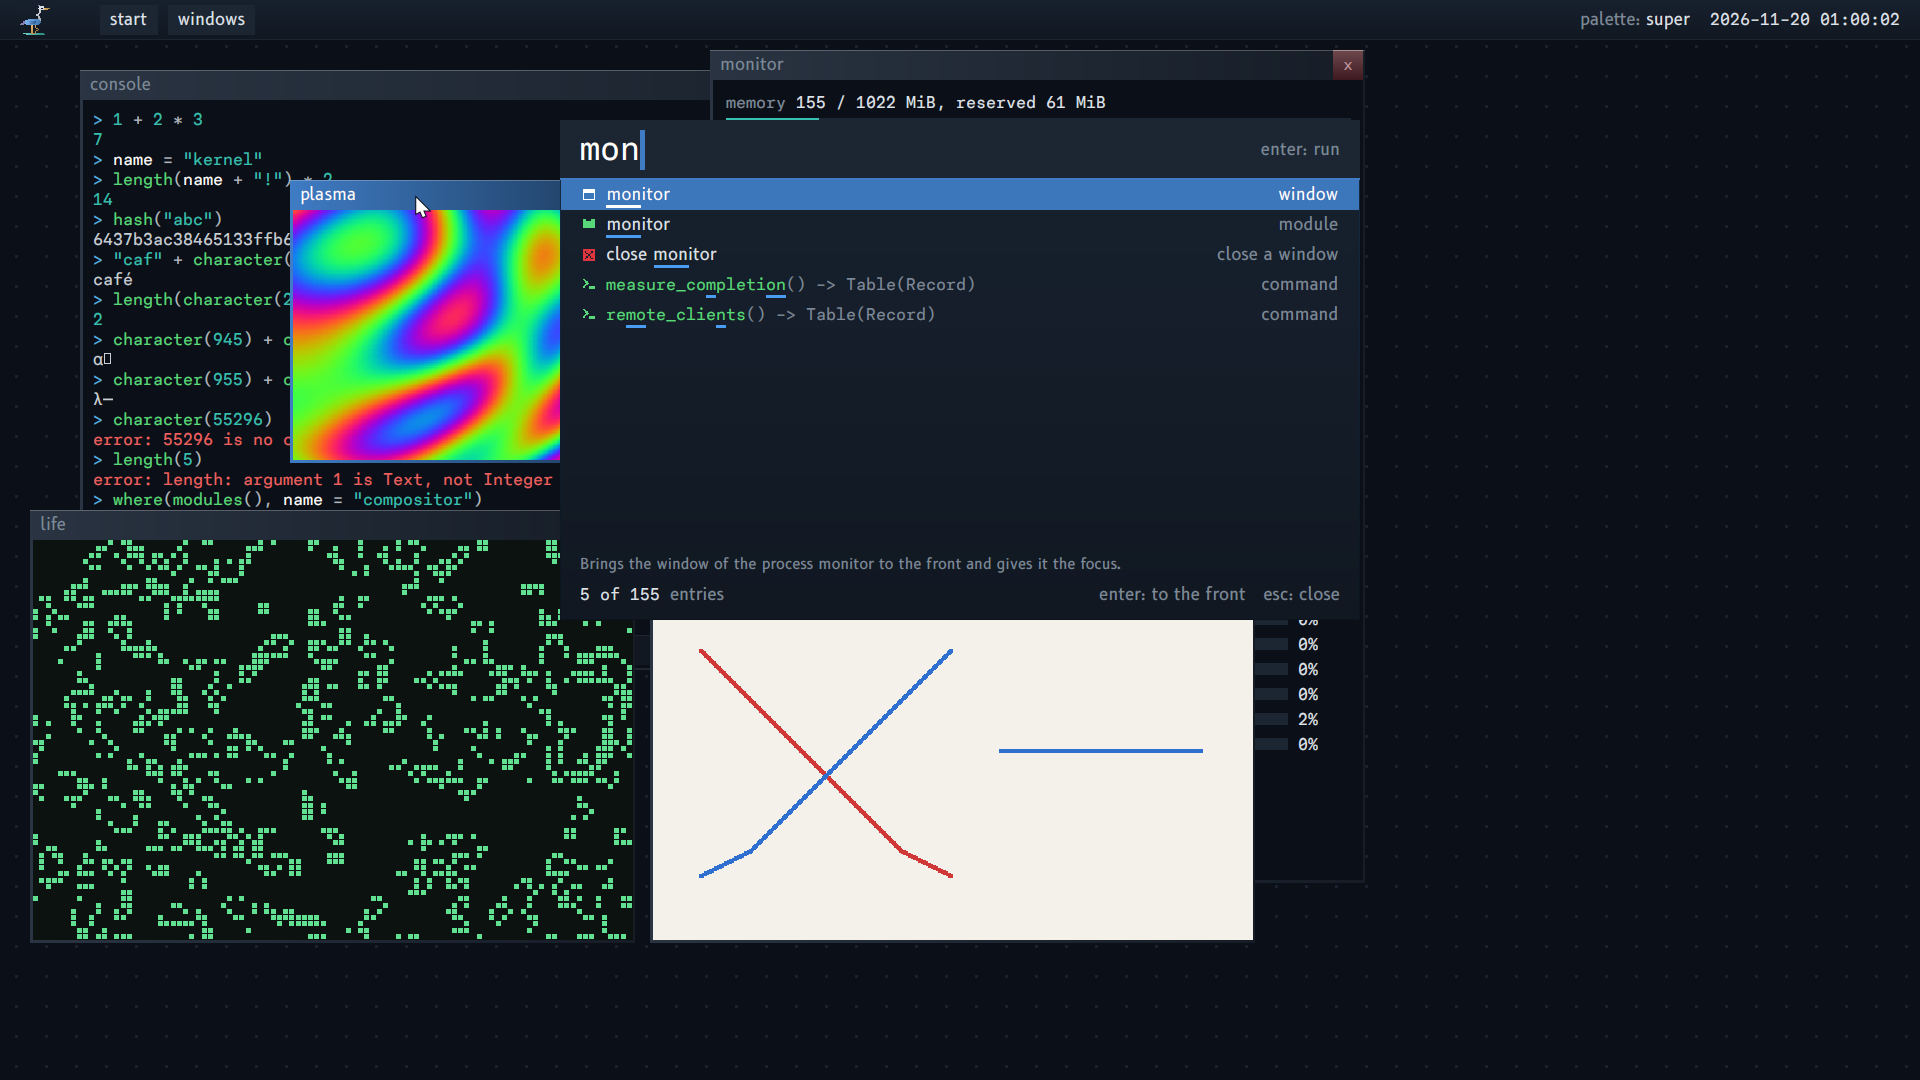 start
windows
palette: super
2026-11-20 01:00:02
console
> 1 + 2 * 3
7
> name = "kernel"
> length(name + "!") * 2
14
> hash("abc")
6437b3ac38465133ffb6
> "caf" + character(
café
> length(character(2
2
> character(945) + c
α
> character(955) + c
λ—
> character(55296)
error: 55296 is no c
> length(5)
error: length: argument 1 is Text, not Integer
> where(modules(), name = "compositor")
plasma
monitor
x
memory 155 / 1022 MiB, reserved 61 MiB
mon
enter: run
monitor window
monitor module
close monitor close a window
measure_completion() -> Table(Record) command
remote_clients() -> Table(Record) command
Brings the window of the process monitor to the front and gives it the focus.
5 of 155 entries
enter: to the front
esc: close
life
0%
0%
0%
0%
2%
0%